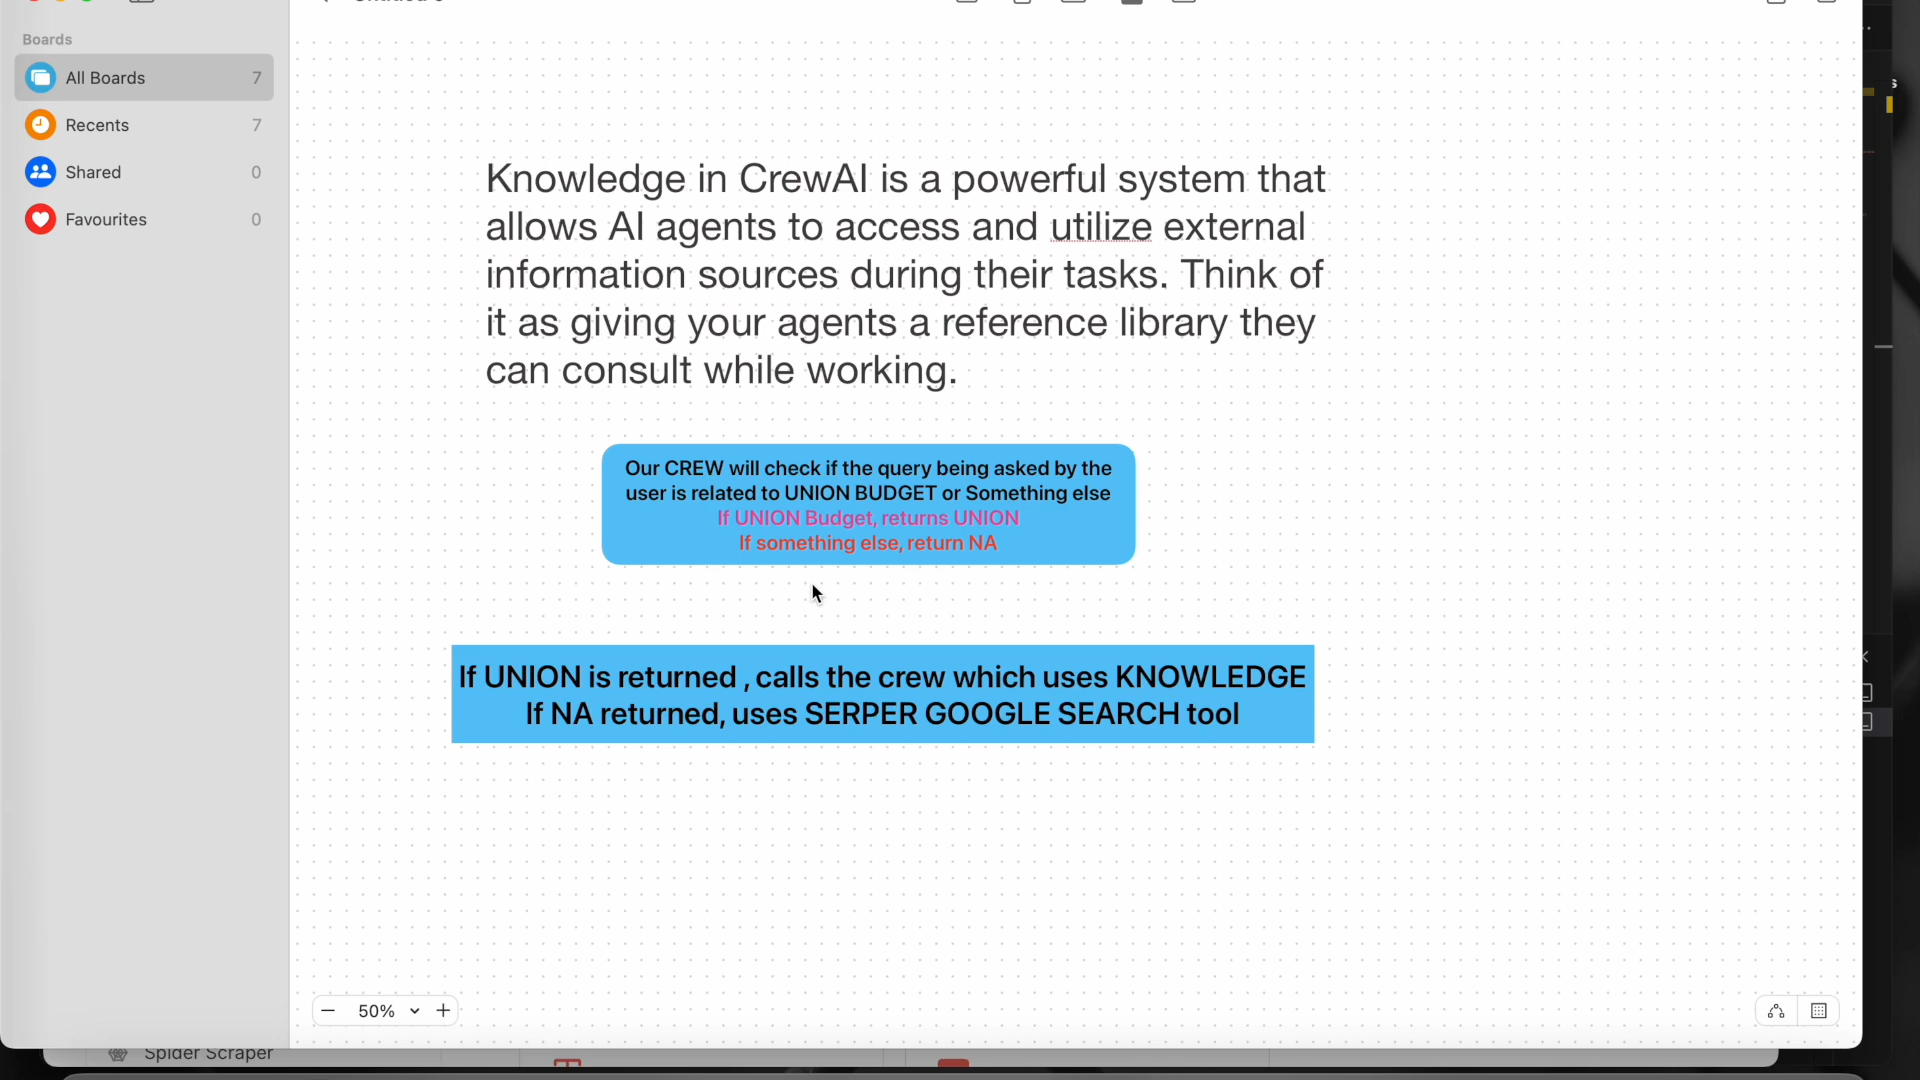 Boards
All Boards 7
Recents 7
Shared 0
Favourites 0
Knowledge in CrewAI is a powerful system that
allows AI agents to access and utilize external
information sources during their tasks. Think of
it as giving your agents a reference library they
can consult while working.
Our CREW will check if the query being asked by the
user is related to UNION BUDGET or Something else
If UNION Budget, returns UNION
If something else, return NA
If UNION is returned , calls the crew which uses KNOWLEDGE
If NA returned, uses SERPER GOOGLE SEARCH tool
50%
Spider Scraper